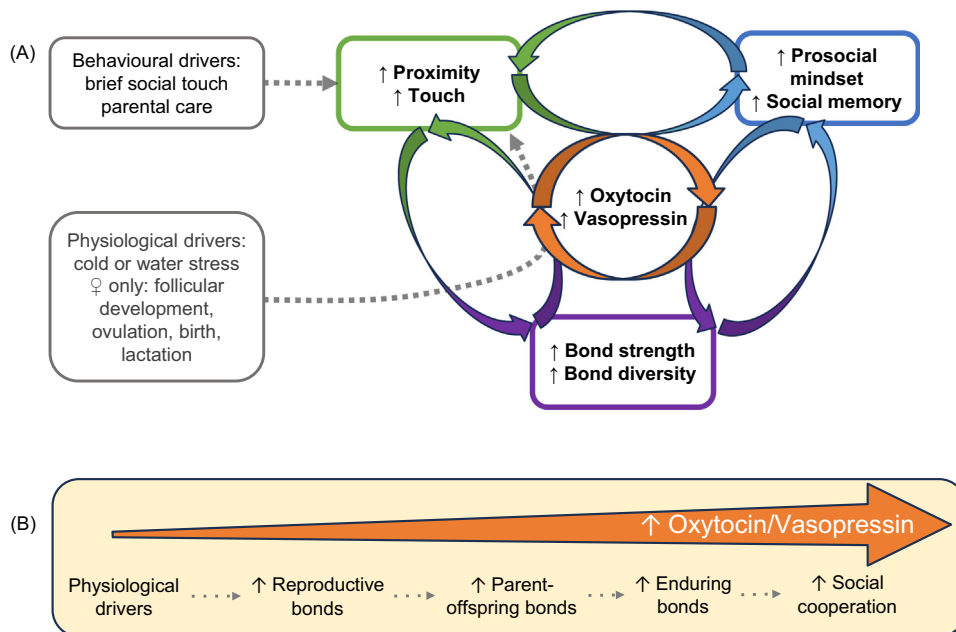 (A)
Behavioural drivers:
brief social touch
parental care
↑ Proximity
↑ Touch
↑ Prosocial
mindset
↑ Social memory
↑ Oxytocin
↑ Vasopressin
Physiological drivers:
cold or water stress
♀ only: follicular
development,
ovulation, birth,
lactation
↑ Bond strength
↑ Bond diversity
(B)
↑ Oxytocin/Vasopressin
Physiological
drivers
↑ Reproductive
bonds
↑ Parent-
offspring bonds
↑ Enduring
bonds
↑ Social
cooperation